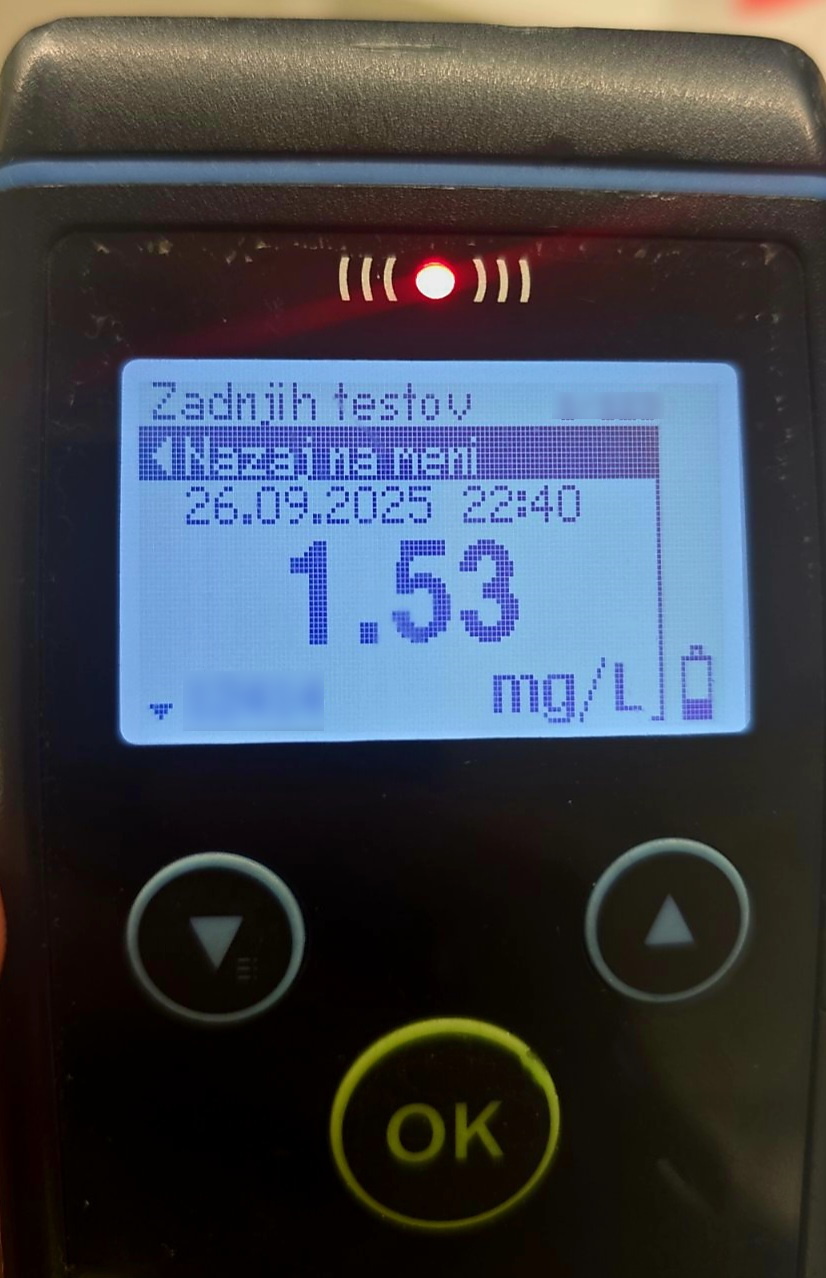 Zadnjih testov
Nazaj na meni
26.09.2025 22:40
1.53
mg/L
OK